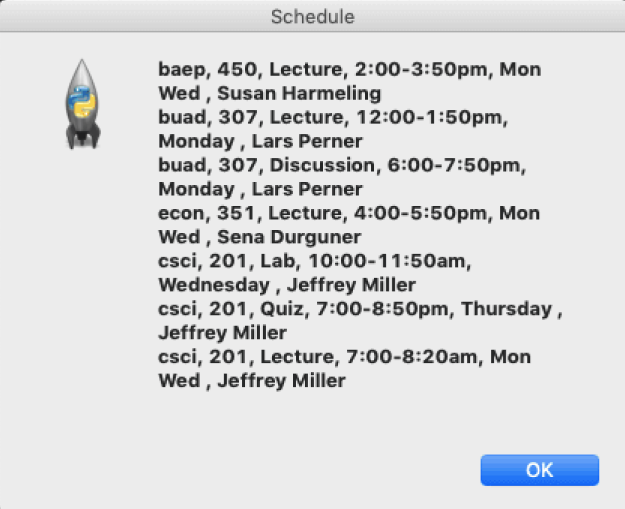 Schedule
baep, 450, Lecture, 2:00-3:50pm, Mon
Wed , Susan Harmeling
buad, 307, Lecture, 12:00-1:50pm,
Monday , Lars Perner
buad, 307, Discussion, 6:00-7:50pm,
Monday , Lars Perner
econ, 351, Lecture, 4:00-5:50pm, Mon
Wed , Sena Durguner
csci, 201, Lab, 10:00-11:50am,
Wednesday , Jeffrey Miller
csci, 201, Quiz, 7:00-8:50pm, Thursday ,
Jeffrey Miller
csci, 201, Lecture, 7:00-8:20am, Mon
Wed , Jeffrey Miller
OK